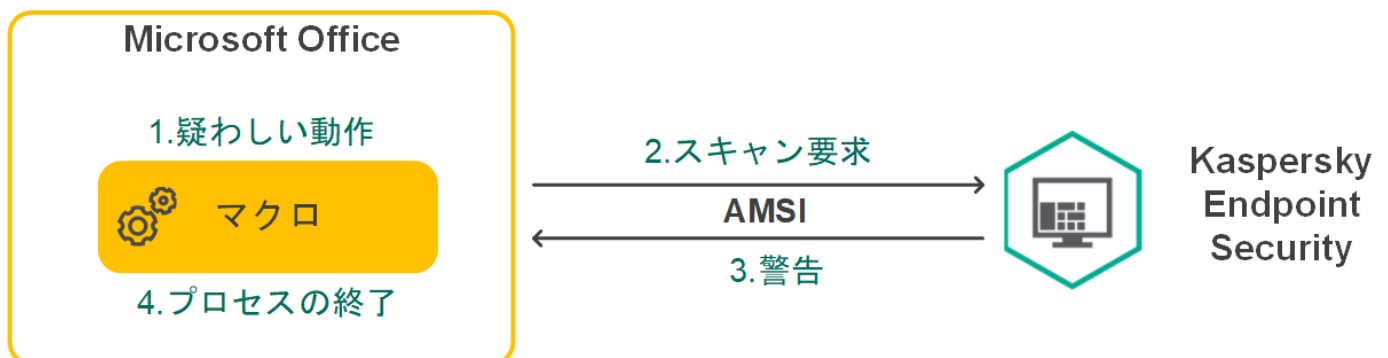 Microsoft Office
1.疑わしい動作
マクロ
4.プロセスの終了
2.スキャン要求
AMSI
3.警告
Kaspersky
Endpoint
Security